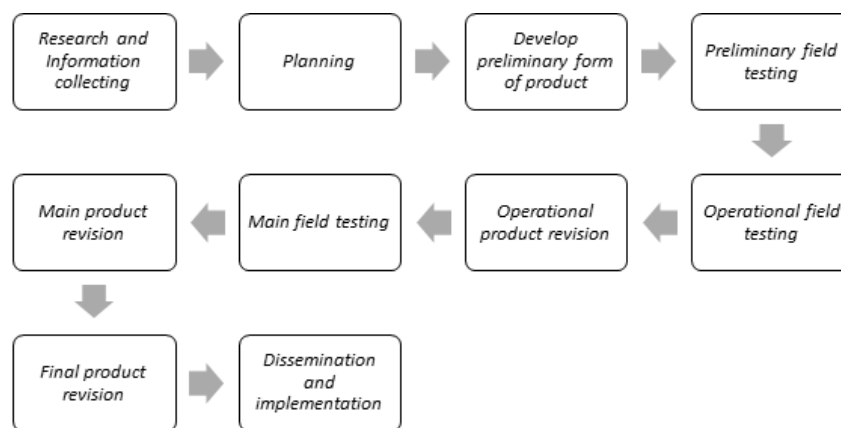 Research and
Information
collecting
Planning
Develop
preliminary form
of product
Preliminary field
testing
Operational field
testing
Operational
product revision
Main field testing
Main product
revision
Final product
revision
Dissemination
and
implementation